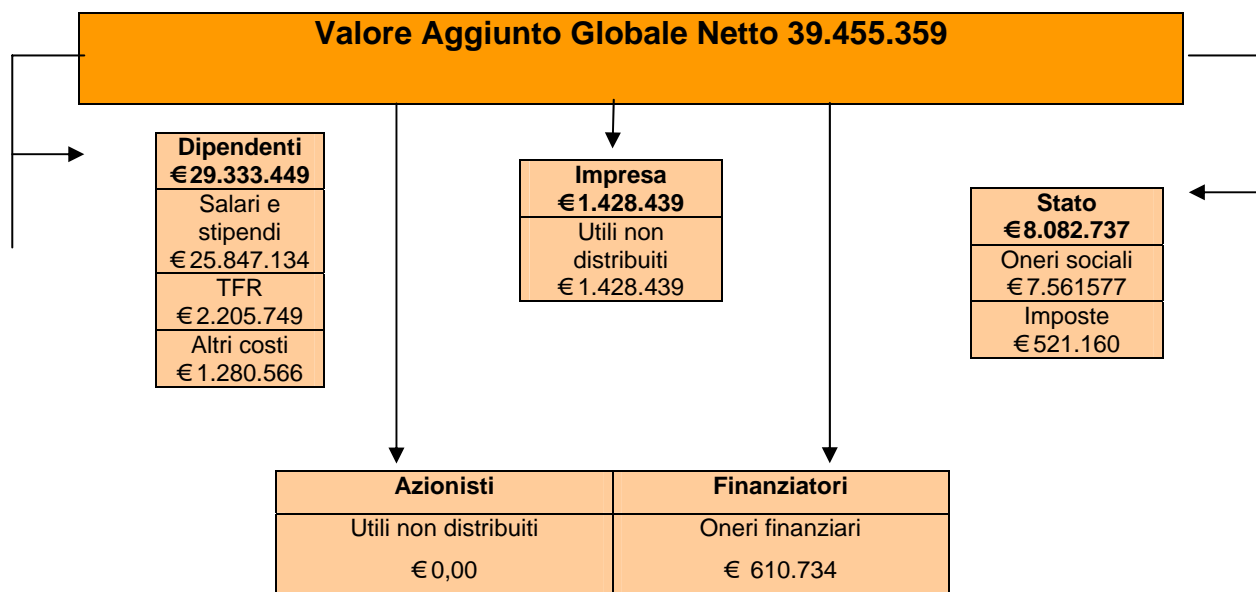 Valore Aggiunto Globale Netto 39.455.359
Dipendenti
€29.333.449
Salari e
stipendi
€25.847.134
TFR
€2.205.749
Altri costi
€1.280.566
Impresa
€1.428.439
Utili non
distribuiti
€1.428.439
Stato
€8.082.737
Oneri sociali
€7.561577
Imposte
€521.160
Azionisti
Utili non distribuiti
€0,00
Finanziatori
Oneri finanziari
€ 610.734